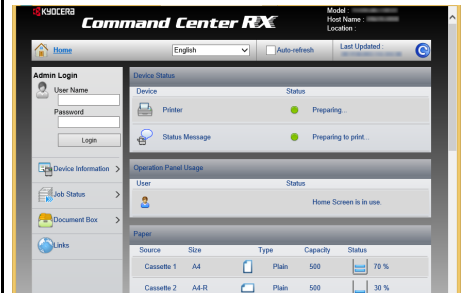 KYOCERA
Command Center RX
Model :
Host Name :
Location :
Home
English
Auto-refresh
Last Updated :
Admin Login
User Name
Password
Login
Device Information
Job Status
Document Box
Links
Device Status
Device Status
Printer Preparing...
Status Message Preparing to print...
Operation Panel Usage
User Status
Home Screen is in use.
Paper
Source Size Type Capacity Status
Cassette 1 A4 Plain 500 70 %
Cassette 2 A4-R Plain 500 30 %